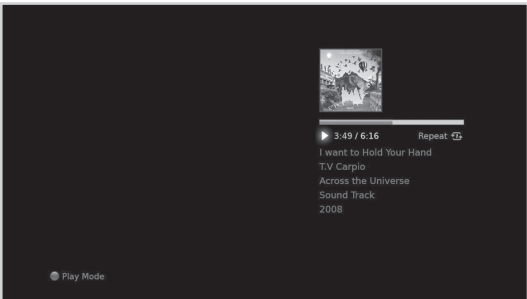 3:49 / 6:16 Repeat
I want to Hold Your Hand
T.V Carpio
Across the Universe
Sound Track
2008
Play Mode